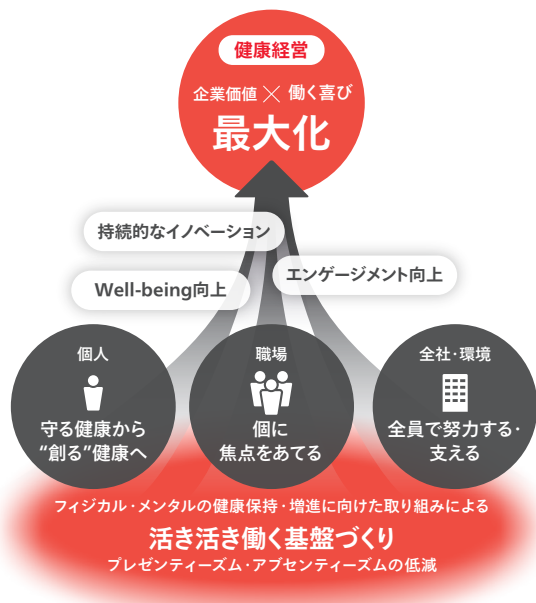 健康経営
企業価値 × 働く喜び
最大化
持続的なイノベーション
Well-being向上
エンゲージメント向上
個人
守る健康から
“創る”健康へ
職場
個に
焦点をあてる
全社・環境
全員で努力する・
支える
フィジカル・メンタルの健康保持・増進に向けた取り組みによる
活き活き働く基盤づくり
プレゼンティーズム・アブセンティーズムの低減